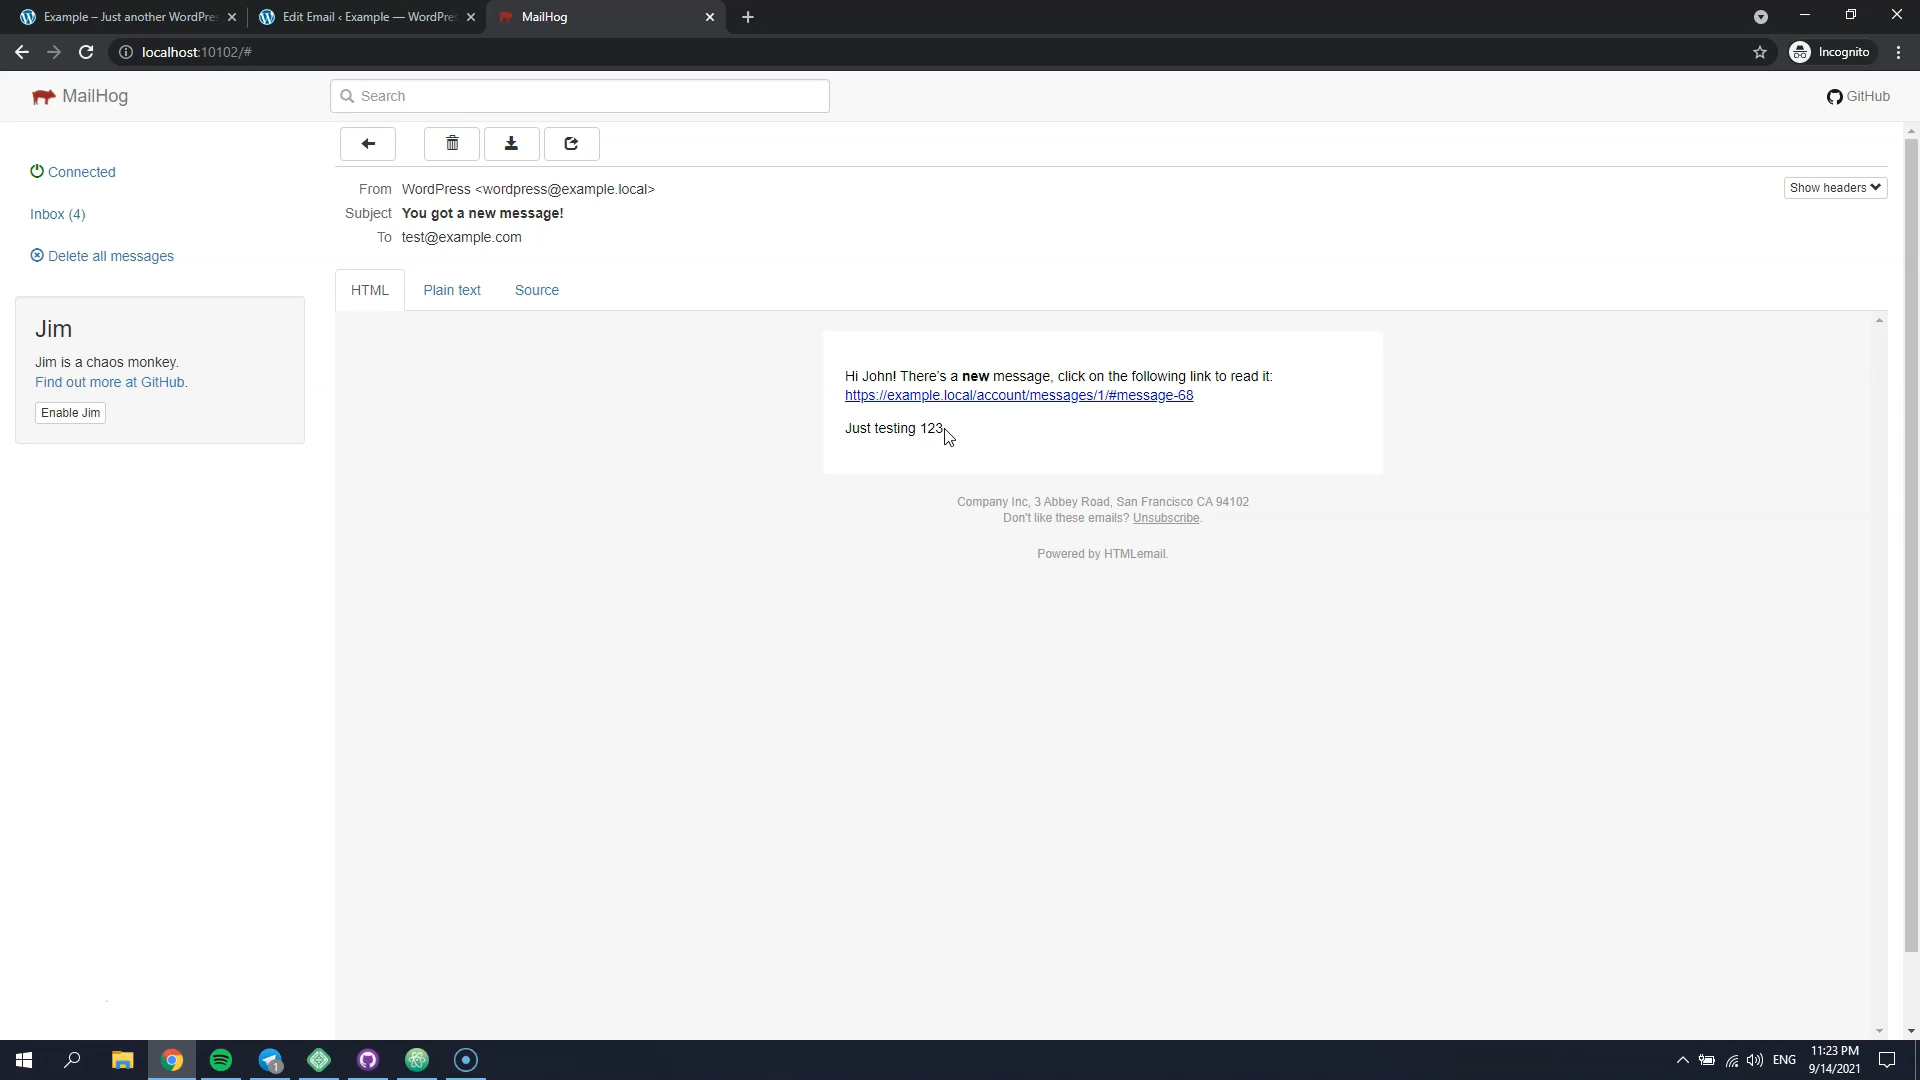 Example – Just another WordPres
Edit Email ‹ Example — WordPres
MailHog
localhost:10102/#
Incognito
MailHog
Search
GitHub
Connected
Inbox (4)
Delete all messages
Jim
Jim is a chaos monkey.
Find out more at GitHub.
Enable Jim
From WordPress <wordpress@example.local>
Show headers
Subject You got a new message!
To test@example.com
HTML
Plain text
Source
Hi John! There's a new message, click on the following link to read it:
https://example.local/account/messages/1/#message-68
Just testing 123
Company Inc, 3 Abbey Road, San Francisco CA 94102
Don't like these emails? Unsubscribe.
Powered by HTMLemail.
1
ENG
11:23 PM
9/14/2021